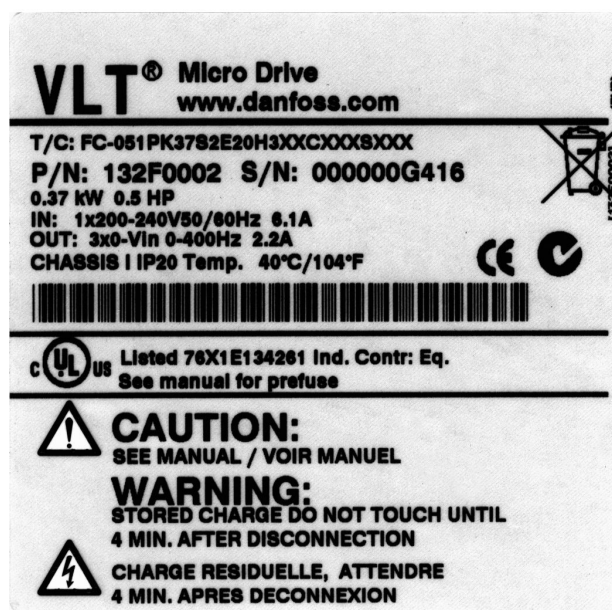 VLT® Micro Drive
www.danfoss.com
T/C: FC-051PK37S2E20H3XXCXXXSXXX
P/N: 132F0002 S/N: 000000G416
0.37 kW 0.5 HP
IN: 1x200-240V50/60Hz 6.1A
OUT: 3x0-Vin 0-400Hz 2.2A
CHASSIS I IP20 Temp. 40°C/104°F
CE
C UL US Listed 76X1E134261 Ind. Contr: Eq.
See manual for prefuse
CAUTION:
SEE MANUAL / VOIR MANUEL
WARNING:
STORED CHARGE DO NOT TOUCH UNTIL
4 MIN. AFTER DISCONNECTION
CHARGE RESIDUELLE, ATTENDRE
4 MIN. APRES DECONNEXION